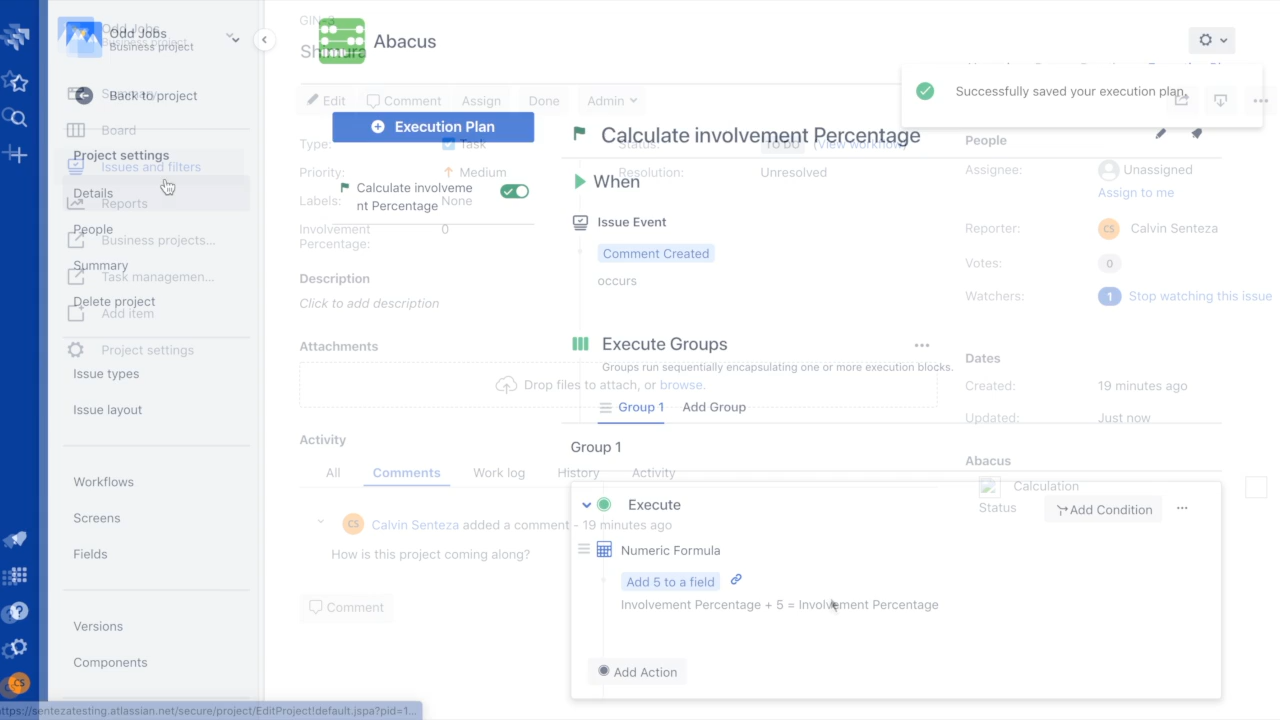 Odd Jobs
Business project
Odd Jobs
Business project
Summary
Back to project
Board
Project settings
Issues and filters
Details
Reports
People
Business projects...
Summary
Task managemen...
Delete project
Add item
Project settings
Issue types
Issue layout
Workflows
Screens
Fields
Versions
Components
https://sentezatesting.atlassian.net/secure/project/EditProject!default.jspa?pid=1...
Abacus
Edit
Comment
Assign
Done
Admin
Successfully saved your execution plan.
Execution Plan
Calculate involvement Percentage
Type:
Task
Status:
TO DO
(View workflow)
Priority:
Medium
Resolution:
Unresolved
Labels:
None
Involvement
Percentage:
0
Calculate involveme
nt Percentage
When
Issue Event
Comment Created
occurs
Description
Click to add description
Attachments
Drop files to attach, or browse.
Execute Groups
Groups run sequentially encapsulating one or more execution blocks.
Group 1
Add Group
Group 1
Activity
All
Comments
Work log
History
Activity
CS
Calvin Senteza added a comment - 19 minutes ago
How is this project coming along?
Comment
Execute
Add Condition
Numeric Formula
Add 5 to a field
Involvement Percentage + 5 = Involvement Percentage
Add Action
People
Assignee:
Unassigned
Assign to me
Reporter:
CS
Calvin Senteza
Votes:
0
Watchers:
1
Stop watching this issue
Dates
Created:
19 minutes ago
Updated:
Just now
Abacus
Calculation
Status
CS